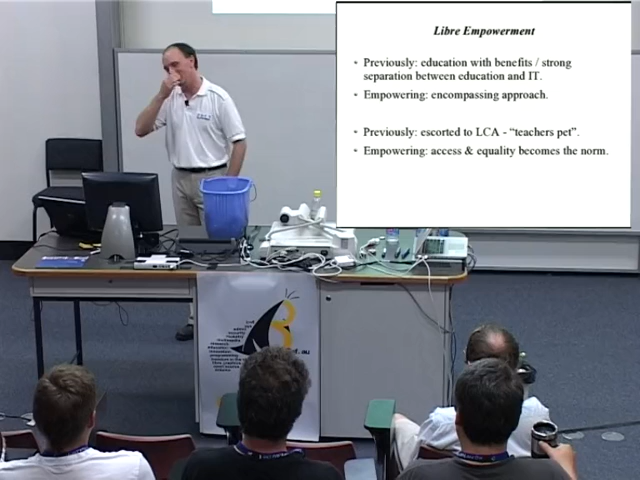 Libre Empowerment
Previously: education with benefits / strong
separation between education and IT.
Empowering: encompassing approach.
Previously: escorted to LCA - “teachers pet”.
Empowering: access & equality becomes the norm.